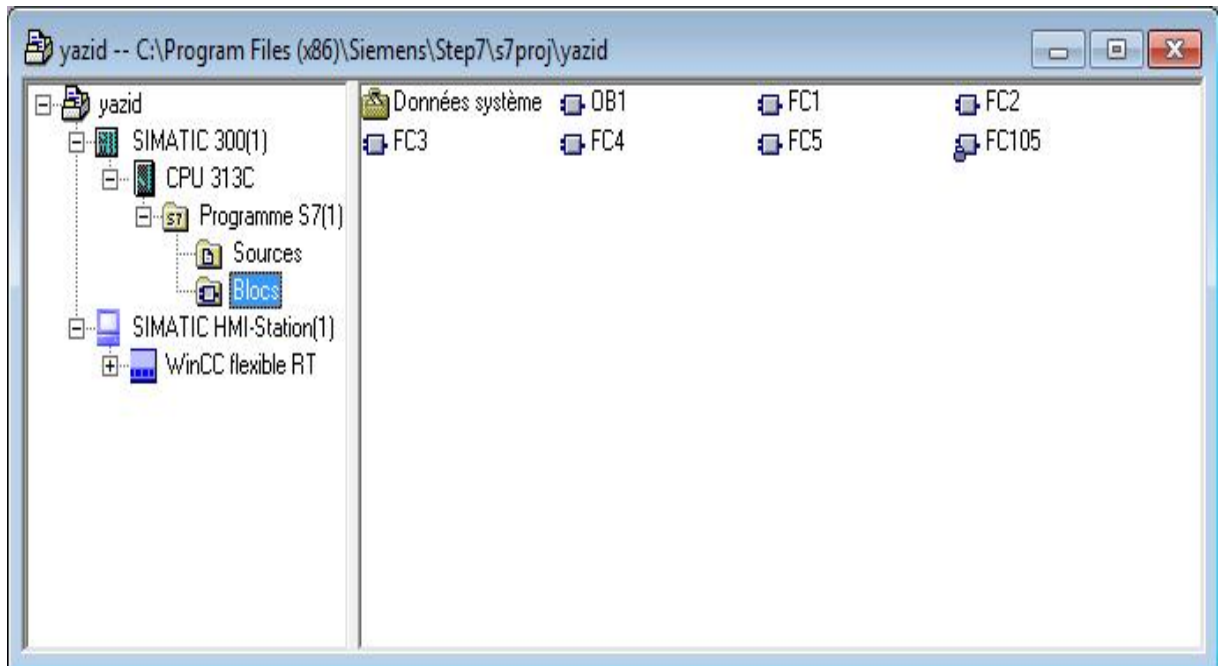 yazid -- C:\Program Files (x86)\Siemens\Step7\s7proj\yazid
yazid
SIMATIC 300(1)
CPU 313C
S7 Programme S7(1)
Sources
Blocs
SIMATIC HMI-Station(1)
WinCC flexible RT
Données système OB1 FC1 FC2
FC3 FC4 FC5 FC105